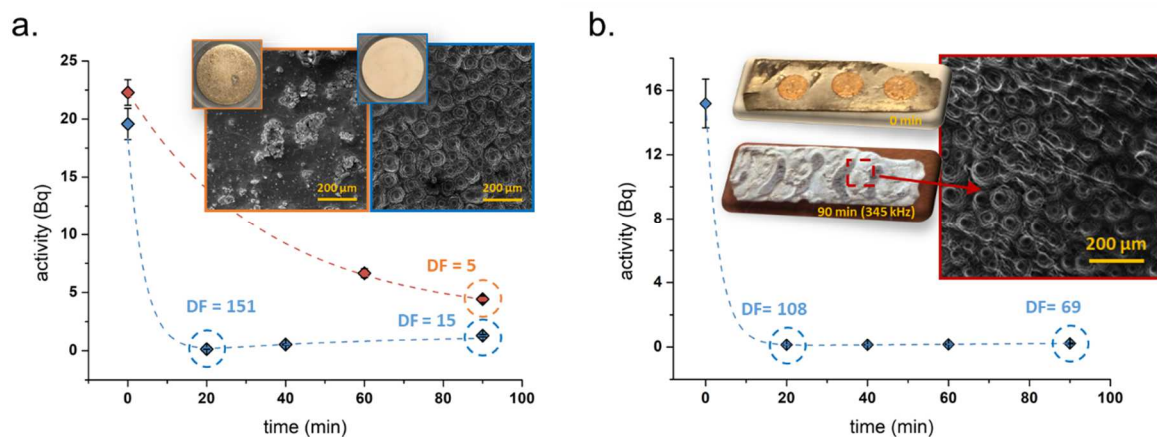 a.
25
20
15
10
5
0
activity (Bq)
200 µm
200 µm
DF = 5
DF = 151
DF = 15
0
20
40
60
80
100
time (min)
b.
16
12
8
4
0
activity (Bq)
0 min
90 min (345 kHz)
200 µm
DF= 108
DF= 69
0
20
40
60
80
100
time (min)